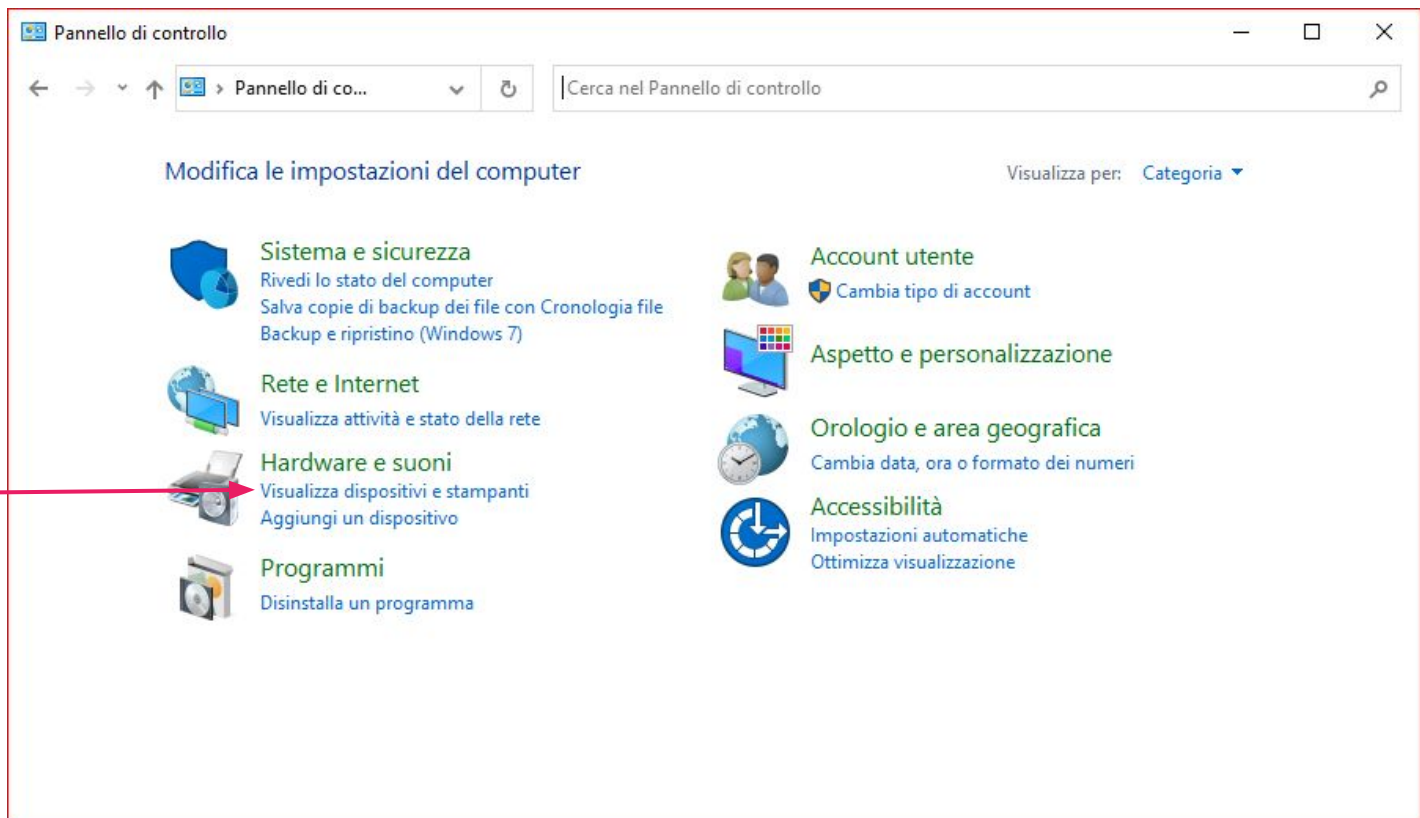 Pannello di controllo
Pannello di co...
Cerca nel Pannello di controllo
Modifica le impostazioni del computer
Visualizza per: Categoria
Sistema e sicurezza
Rivedi lo stato del computer
Salva copie di backup dei file con Cronologia file
Backup e ripristino (Windows 7)
Rete e Internet
Visualizza attività e stato della rete
Hardware e suoni
Visualizza dispositivi e stampanti
Aggiungi un dispositivo
Programmi
Disinstalla un programma
Account utente
Cambia tipo di account
Aspetto e personalizzazione
Orologio e area geografica
Cambia data, ora o formato dei numeri
Accessibilità
Impostazioni automatiche
Ottimizza visualizzazione